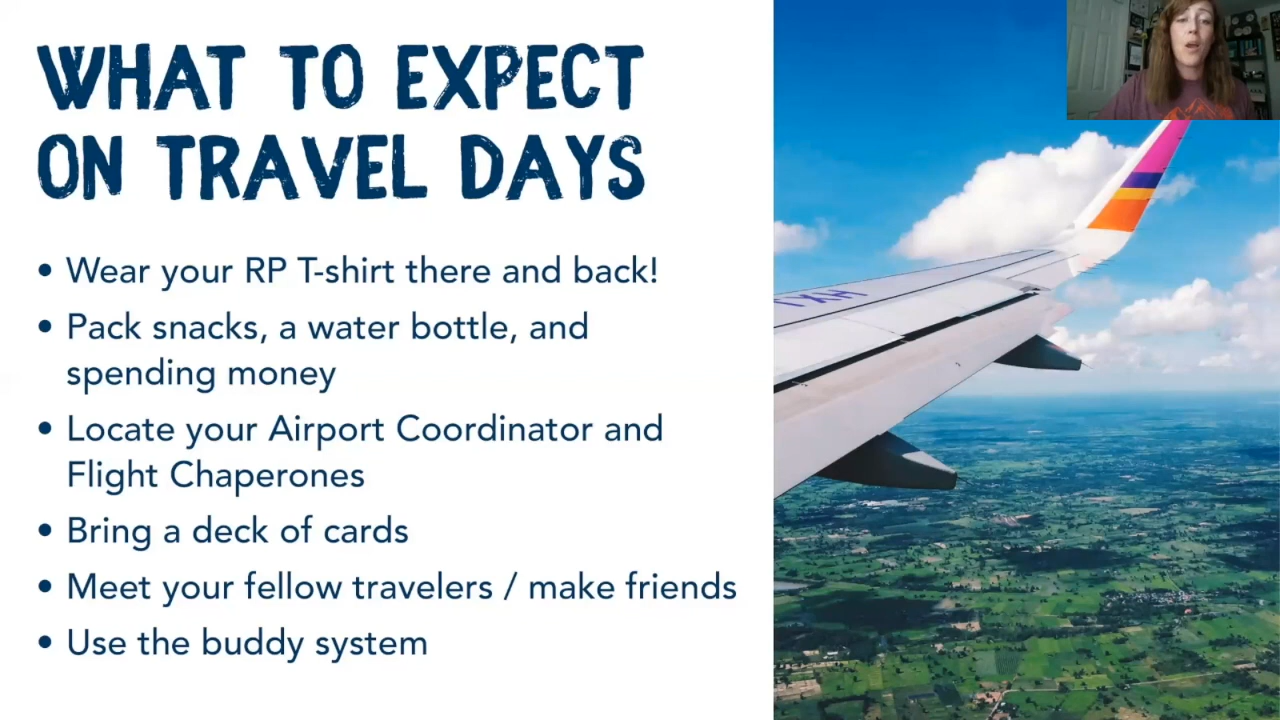 WHAT TO EXPECT
ON TRAVEL DAYS
• Wear your RP T-shirt there and back!
• Pack snacks, a water bottle, and
spending money
• Locate your Airport Coordinator and
Flight Chaperones
• Bring a deck of cards
• Meet your fellow travelers / make friends
• Use the buddy system